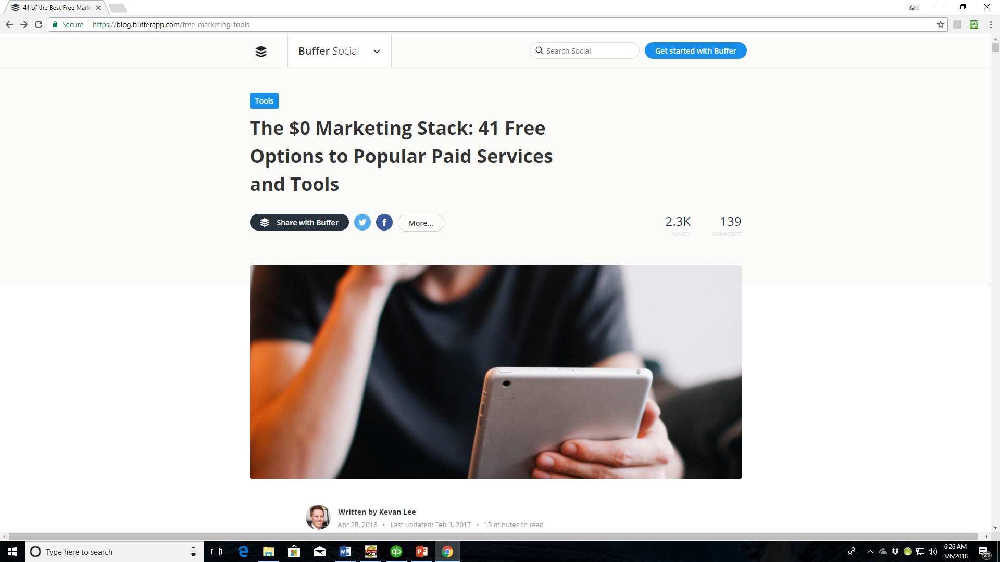 41 of the Best Free Mark
Terri
Secure
https://blog.bufferapp.com/free-marketing-tools
Buffer Social
Search Social
Get started with Buffer
Tools
The $0 Marketing Stack: 41 Free
Options to Popular Paid Services
and Tools
Share with Buffer
More...
2.3K
SHARES
139
COMMENTS
Written by Kevan Lee
Apr 28, 2016 • Last updated: Feb 3, 2017 • 13 minutes to read
Type here to search
6:26 AM
3/6/2018
21